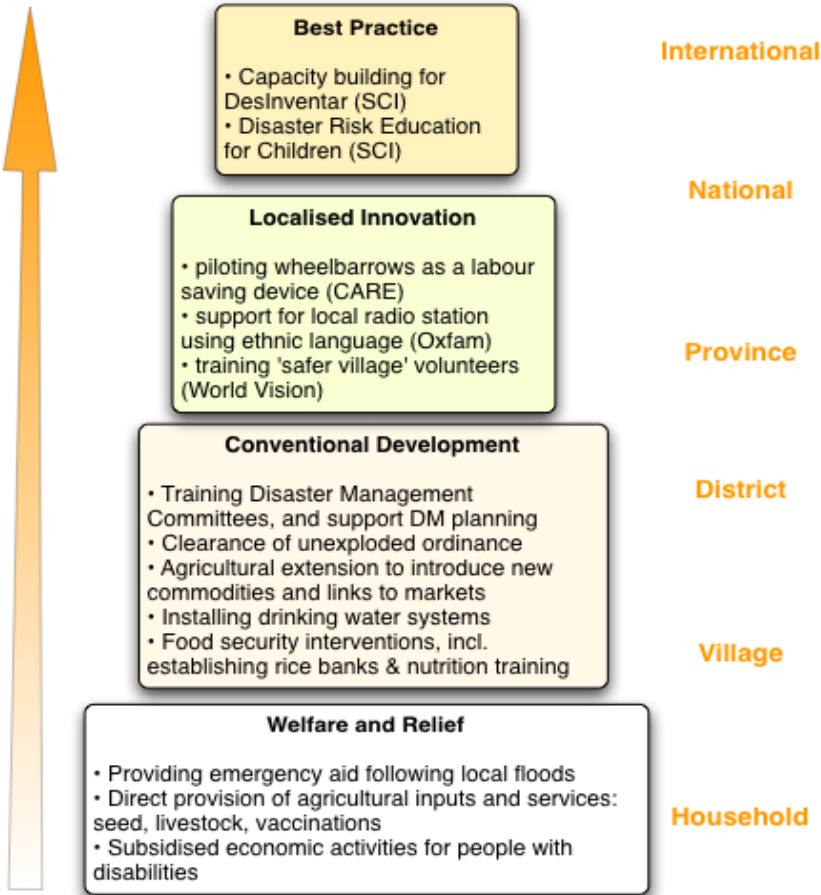 Best Practice
• Capacity building for
DesInventar (SCI)
• Disaster Risk Education
for Children (SCI)
International
National
Localised Innovation
• piloting wheelbarrows as a labour
saving device (CARE)
• support for local radio station
using ethnic language (Oxfam)
• training 'safer village' volunteers
(World Vision)
Province
Conventional Development
• Training Disaster Management
Committees, and support DM planning
• Clearance of unexploded ordinance
• Agricultural extension to introduce new
commodities and links to markets
• Installing drinking water systems
• Food security interventions, incl.
establishing rice banks & nutrition training
District
Village
Welfare and Relief
• Providing emergency aid following local floods
• Direct provision of agricultural inputs and services:
seed, livestock, vaccinations
• Subsidised economic activities for people with
disabilities
Household